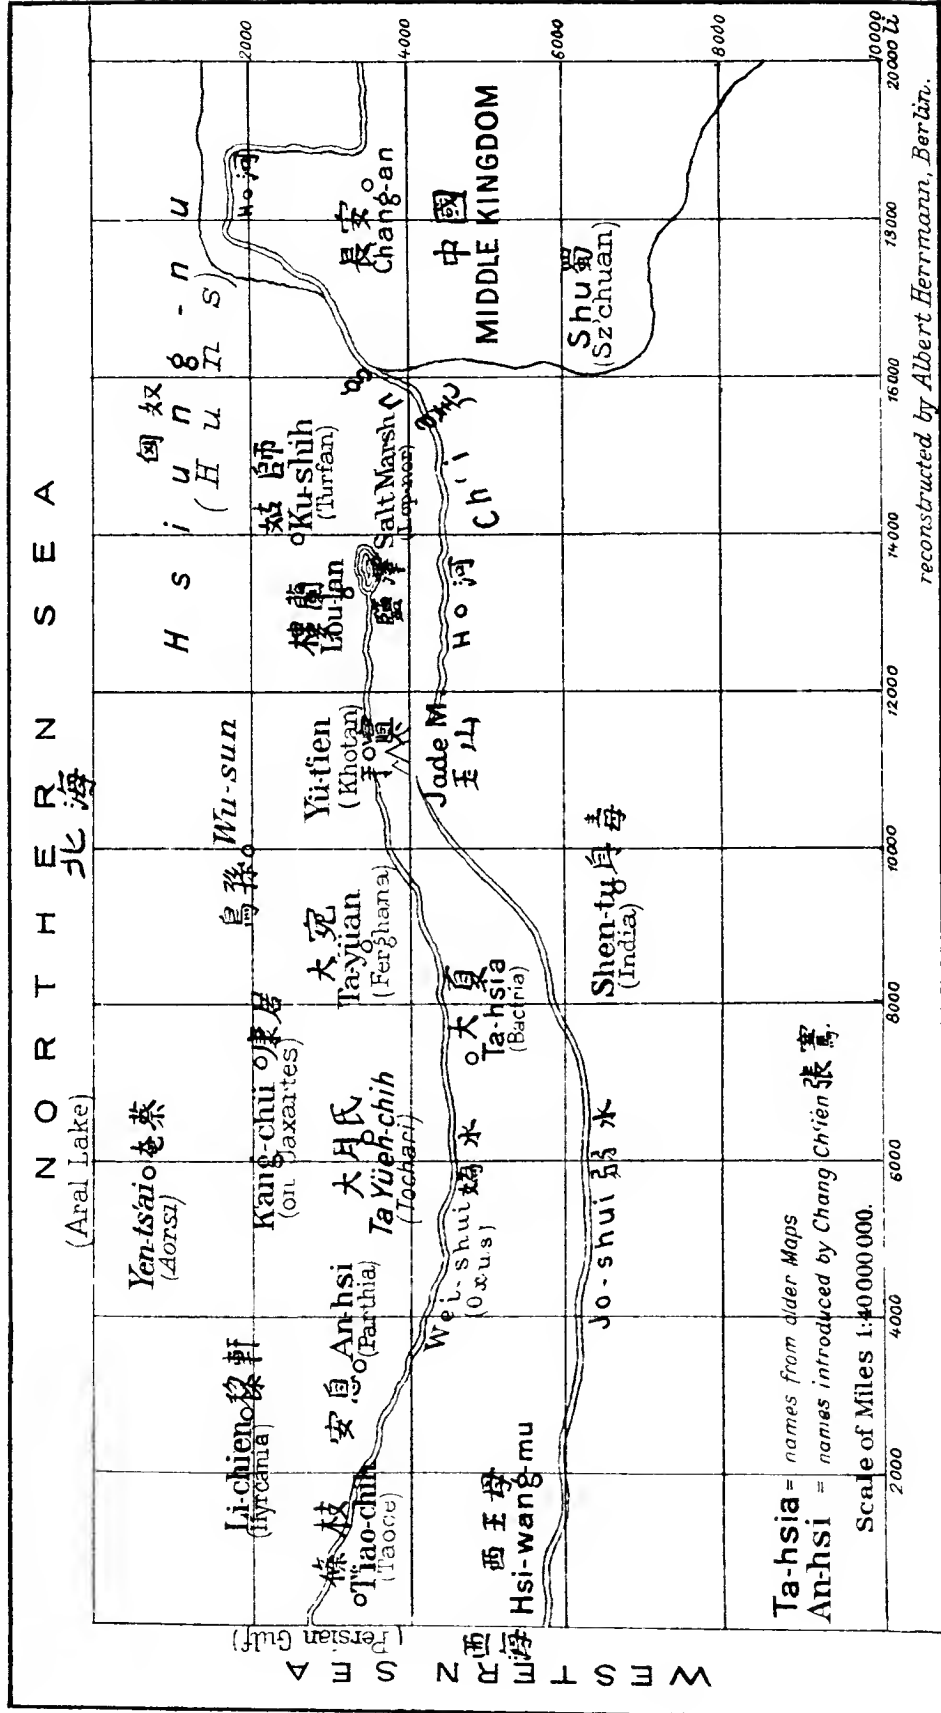 NORTHERN SEA
北海
(Aral Lake)
Yen-ts'ai 奄蔡
(Aorsi)
Li-chien
(Hyrcania)
烏孫 Wu-sun
Kang-chü 康居
(on Jaxartes)
匈奴
Hsiung-nu
(Huns)
姑師
Ku-shih
(Turfan)
樓蘭
Lou-lan
Salt Marsh
(Lop-nor)
鹽澤
Yü-t'ien
(Khotan)
大宛
Ta-yüan
(Ferghana)
大月氏
Ta Yüeh-chih
(Tochari)
安息
An-hsi
(Parthia)
條枝
T'iao-chih
(Taoce)
Wei-shui 媯水
(Oxus)
大夏
Ta-hsia
(Bactria)
Jade M
玉山
Ho 河
Ch'i
Ho 河
長安
Chang-an
中國
MIDDLE KINGDOM
Shu 蜀
(Sz'chuan)
Shen-tu 身毒
(India)
Jo-shui 弱水
西王母
Hsi-wang-mu
(Persian Gulf)
WESTERN SEA
西海
2000
4000
6000
8000
10000 li
2000
4000
6000
8000
10000
12000
14000
16000
18000
20000
Ta-hsia = names from older Maps
An-hsi = names introduced by Chang Ch'ien 張騫.
Scale of Miles 1:40000000.
reconstructed by Albert Herrmann, Berlin.